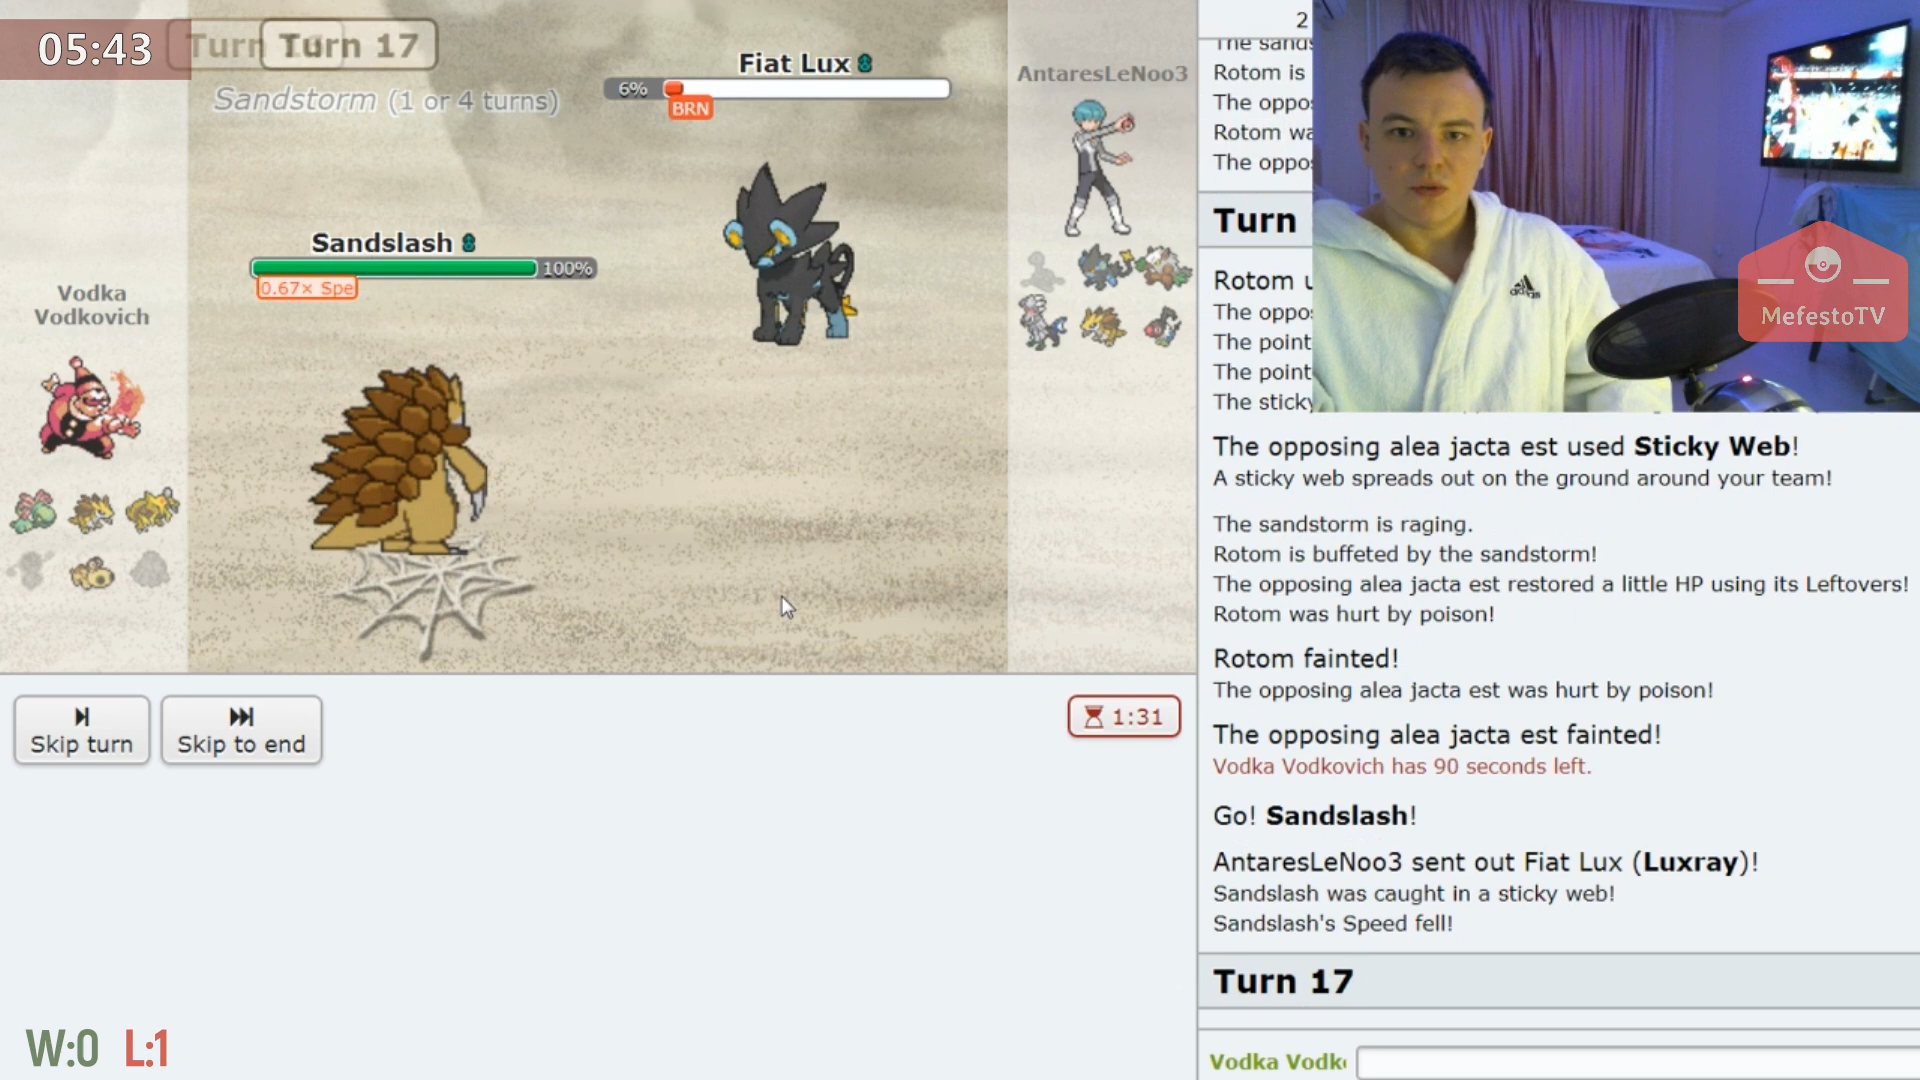 05:43
Turn 17
Sandstorm (1 or 4 turns)
Fiat Lux
6%
BRN
Sandslash
100%
0.67× Spe
Vodka
Vodkovich
AntaresLeNoo3
Skip turn
Skip to end
1:31
W:0 L:1
2
The sands
Rotom is
The oppo
Rotom wa
The oppo
Turn
Rotom u
The oppo
The point
The point
The sticky
The opposing alea jacta est used Sticky Web!
A sticky web spreads out on the ground around your team!
The sandstorm is raging.
Rotom is buffeted by the sandstorm!
The opposing alea jacta est restored a little HP using its Leftovers!
Rotom was hurt by poison!
Rotom fainted!
The opposing alea jacta est was hurt by poison!
The opposing alea jacta est fainted!
Vodka Vodkovich has 90 seconds left.
Go! Sandslash!
AntaresLeNoo3 sent out Fiat Lux (Luxray)!
Sandslash was caught in a sticky web!
Sandslash's Speed fell!
Turn 17
Vodka Vodk
adidas
MefestoTV